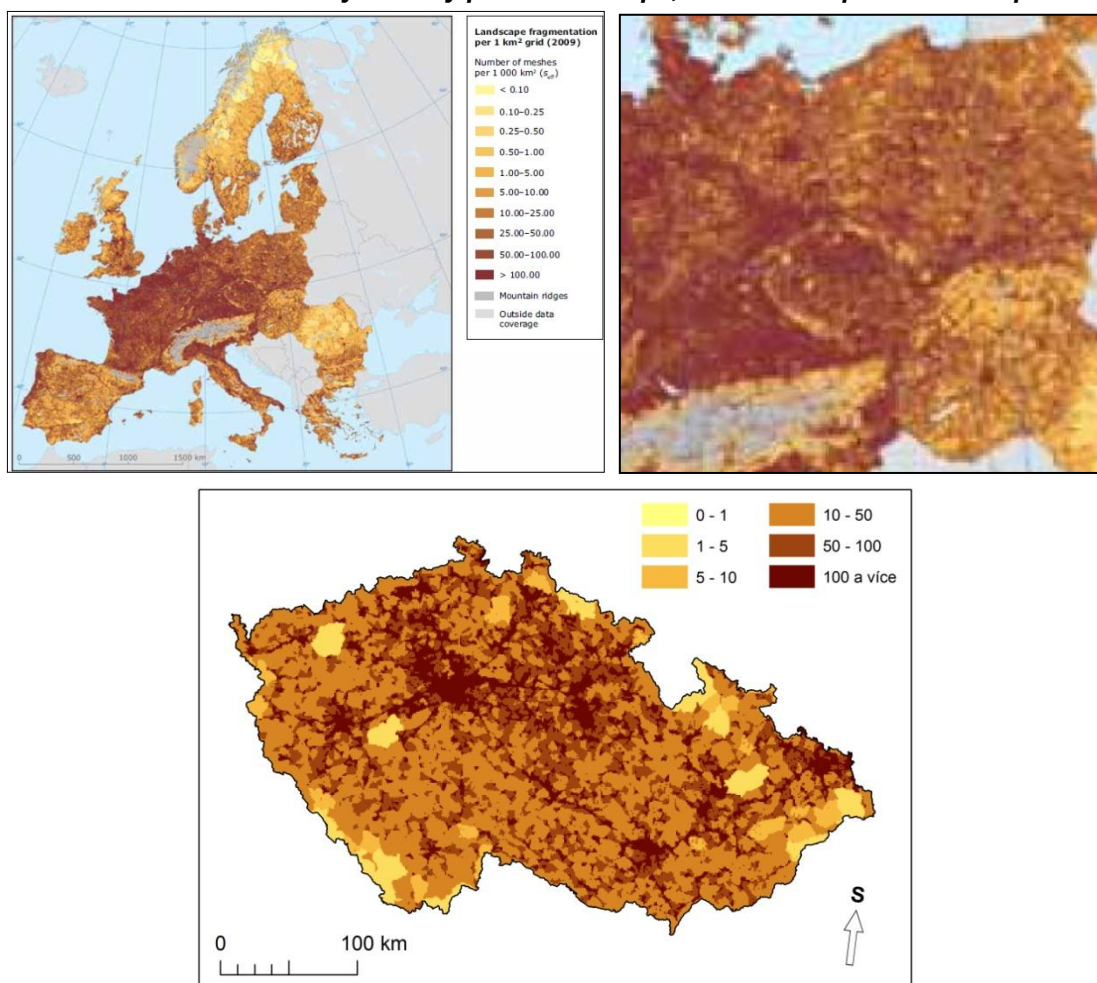 Landscape fragmentation
per 1 km² grid (2009)
Number of meshes
per 1 000 km² (s_eff)
< 0.10
0.10–0.25
0.25–0.50
0.50–1.00
1.00–5.00
5.00–10.00
10.00–25.00
25.00–50.00
50.00–100.00
> 100.00
Mountain ridges
Outside data
coverage
0 500 1000 1500 km
0 - 1
1 - 5
5 - 10
10 - 50
50 - 100
100 a více
S
0 100 km